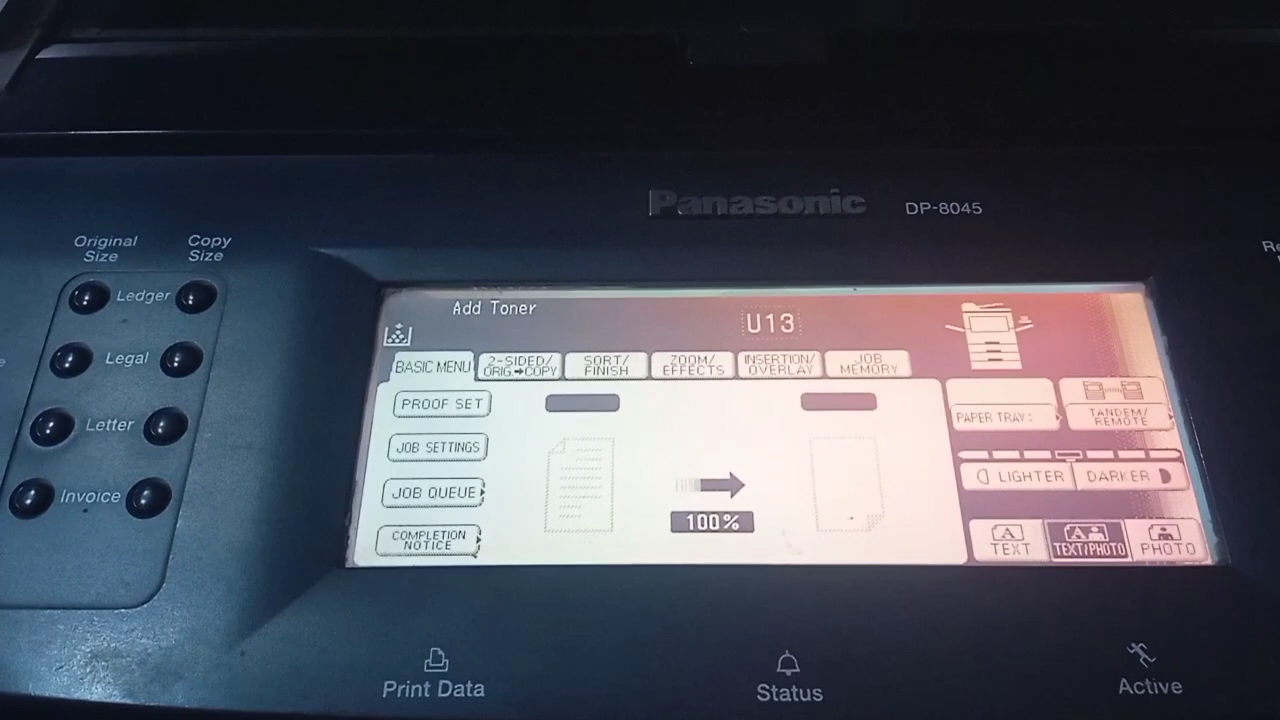 Panasonic DP-8045
Original Size
Copy Size
Ledger
Legal
Letter
Invoice
Add Toner
U13
BASIC MENU
2-SIDED/
ORIG.➡COPY
SORT/
FINISH
ZOOM/
EFFECTS
INSERTION/
OVERLAY
JOB
MEMORY
PROOF SET
JOB SETTINGS
JOB QUEUE
COMPLETION
NOTICE
100%
PAPER TRAY:
TANDEM/
REMOTE
LIGHTER
DARKER
A
TEXT
A
TEXT/PHOTO
PHOTO
Print Data
Status
Active